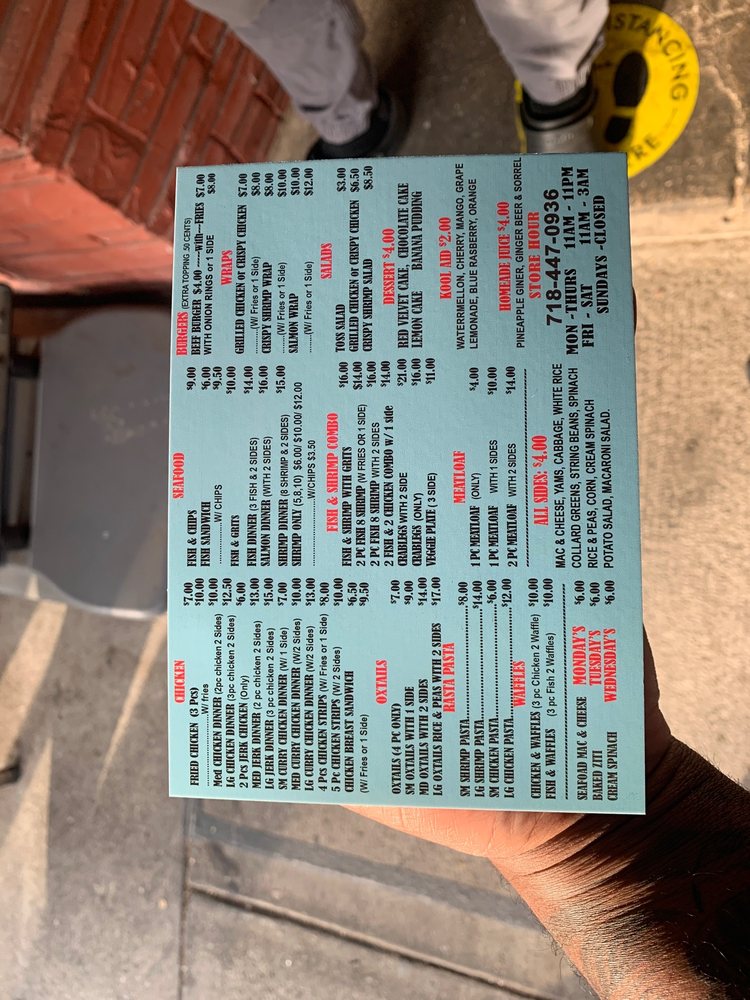 CHICKEN
FRIED CHICKEN (3 Pcs) $7.00
....................W/ fries $10.00
Med CHICKEN DINNER (2pc chicken 2 Sides) $10.00
LG CHICKEN DINNER (3pc chicken 2 Sides) $12.50
2 Pcs JERK CHICKEN (Only) $6.00
MED JERK DINNER (2 pc chicken 2 Sides) $13.00
LG JERK DINNER (3 pc chicken 2 Sides) $15.00
SM CURRY CHICKEN DINNER (W/ 1 Side) $7.00
MED CURRY CHICKEN DINNER (W/2 Sides) $10.00
LG CURRY CHICKEN DINNER (W/2 Sides) $13.00
4 Pcs CHICKEN STRIPS (W/ Fries or 1 Side) $8.00
5 Pc CHICKEN STRIPS (W/ 2 Sides) $10.00
CHICKEN BREAST SANDWICH $6.50
(W/ Fries or 1 Side) $9.50
OXTAILS
OXTAILS (4 PC ONLY) $7.00
SM OXTAILS WITH 1 SIDE $9.00
MD OXTAILS WITH 2 SIDES $14.00
LG OXTAILS RICE & PEAS WITH 2 SIDES $17.00
RASTA PASTA
SM SHRIMP PASTA....................$8.00
LG SHRIMP PASTA....................$14.00
SM CHICKEN PASTA....................$6.00
LG CHICKEN PASTA....................$12.00
WAFFLES
CHICKEN & WAFFLES (3 pc Chicken 2 Waffle) $10.00
FISH & WAFFLES (3 pc Fish 2 Waffles) $10.00
SEAFOAD MAC & CHEESE $6.00 MONDAY'S
BAKED ZITI $6.00 TUESDAY'S
CREAM SPINACH $6.00 WEDNESDAY'S
SEAFOOD
FISH & CHIPS $9.00
FISH SANDWICH $6.00
....................W/ CHIPS $9.50
FISH & GRITS $10.00
FISH DINNER (3 FISH & 2 SIDES) $14.00
SALMON DINNER (WITH 2 SIDES) $16.00
SHRIMP DINNER (8 SHRIMP & 2 SIDES) $15.00
SHRIMP ONLY (5,8,10) $6.00/ $10.00/ $12.00
....................W/CHIPS $3.50
FISH & SHRIMP COMBO
FISH & SHRIMP WITH GRITS $16.00
2 PC FISH 8 SHRIMP (W FRIES OR 1 SIDE) $14.00
2 PC FISH 8 SHRIMP WITH 2 SIDES $16.00
2 FISH & 2 CHICKEN COMBO W/ 1 side $14.00
CRABLEGS WITH 2 SIDE $21.00
CRABLEGS (ONLY) $16.00
VEGGIE PLATE (3 SIDE) $11.00
MEATLOAF
1 PC MEATLOAF (ONLY) $4.00
1 PC MEATLOAF WITH 1 SIDES $10.00
2 PC MEATLOAF WITH 2 SIDES $14.00
ALL SIDES: $4.00
MAC & CHEESE, YAMS, CABBAGE, WHITE RICE
COLLARD GREENS, STRING BEANS, SPINACH
RICE & PEAS, CORN, CREAM SPINACH
POTATO SALAD, MACARONI SALAD.
BURGERS (EXTRA TOPPING .50 CENTS)
BEEF BURGER $4.00 -----with---FRIES $7.00
WITH ONION RINGS or 1 SIDE $8.00
WRAPS
GRILLED CHICKEN or CRISPY CHICKEN $7.00
...........(W/ Fries or 1 Side) $8.00
CRISPY SHRIMP WRAP $8.00
...........(W/ Fries or 1 Side) $10.00
SALMON WRAP $10.00
...........(W/ Fries or 1 Side) $12.00
SALADS
TOSS SALAD $3.00
GRILLED CHICKEN or CRISPY CHICKEN $6.50
CRISPY SHRIMP SALAD $8.50
DESSERT $4.00
RED VELVET CAKE, CHOCOLATE CAKE
LEMON CAKE BANANA PUDDING
KOOL AID $2.00
WATERMELLON, CHERRY, MANGO, GRAPE
LEMONADE, BLUE RASBERRY, ORANGE
HOMEADE JUICE $4.00
PINEAPPLE GINER, GINGER BEER & SORREL
STORE HOUR
718-447-0936
MON -THURS 11AM - 11PM
FRI - SAT 11AM - 3AM
SUNDAYS -CLOSED
STANCING
RE